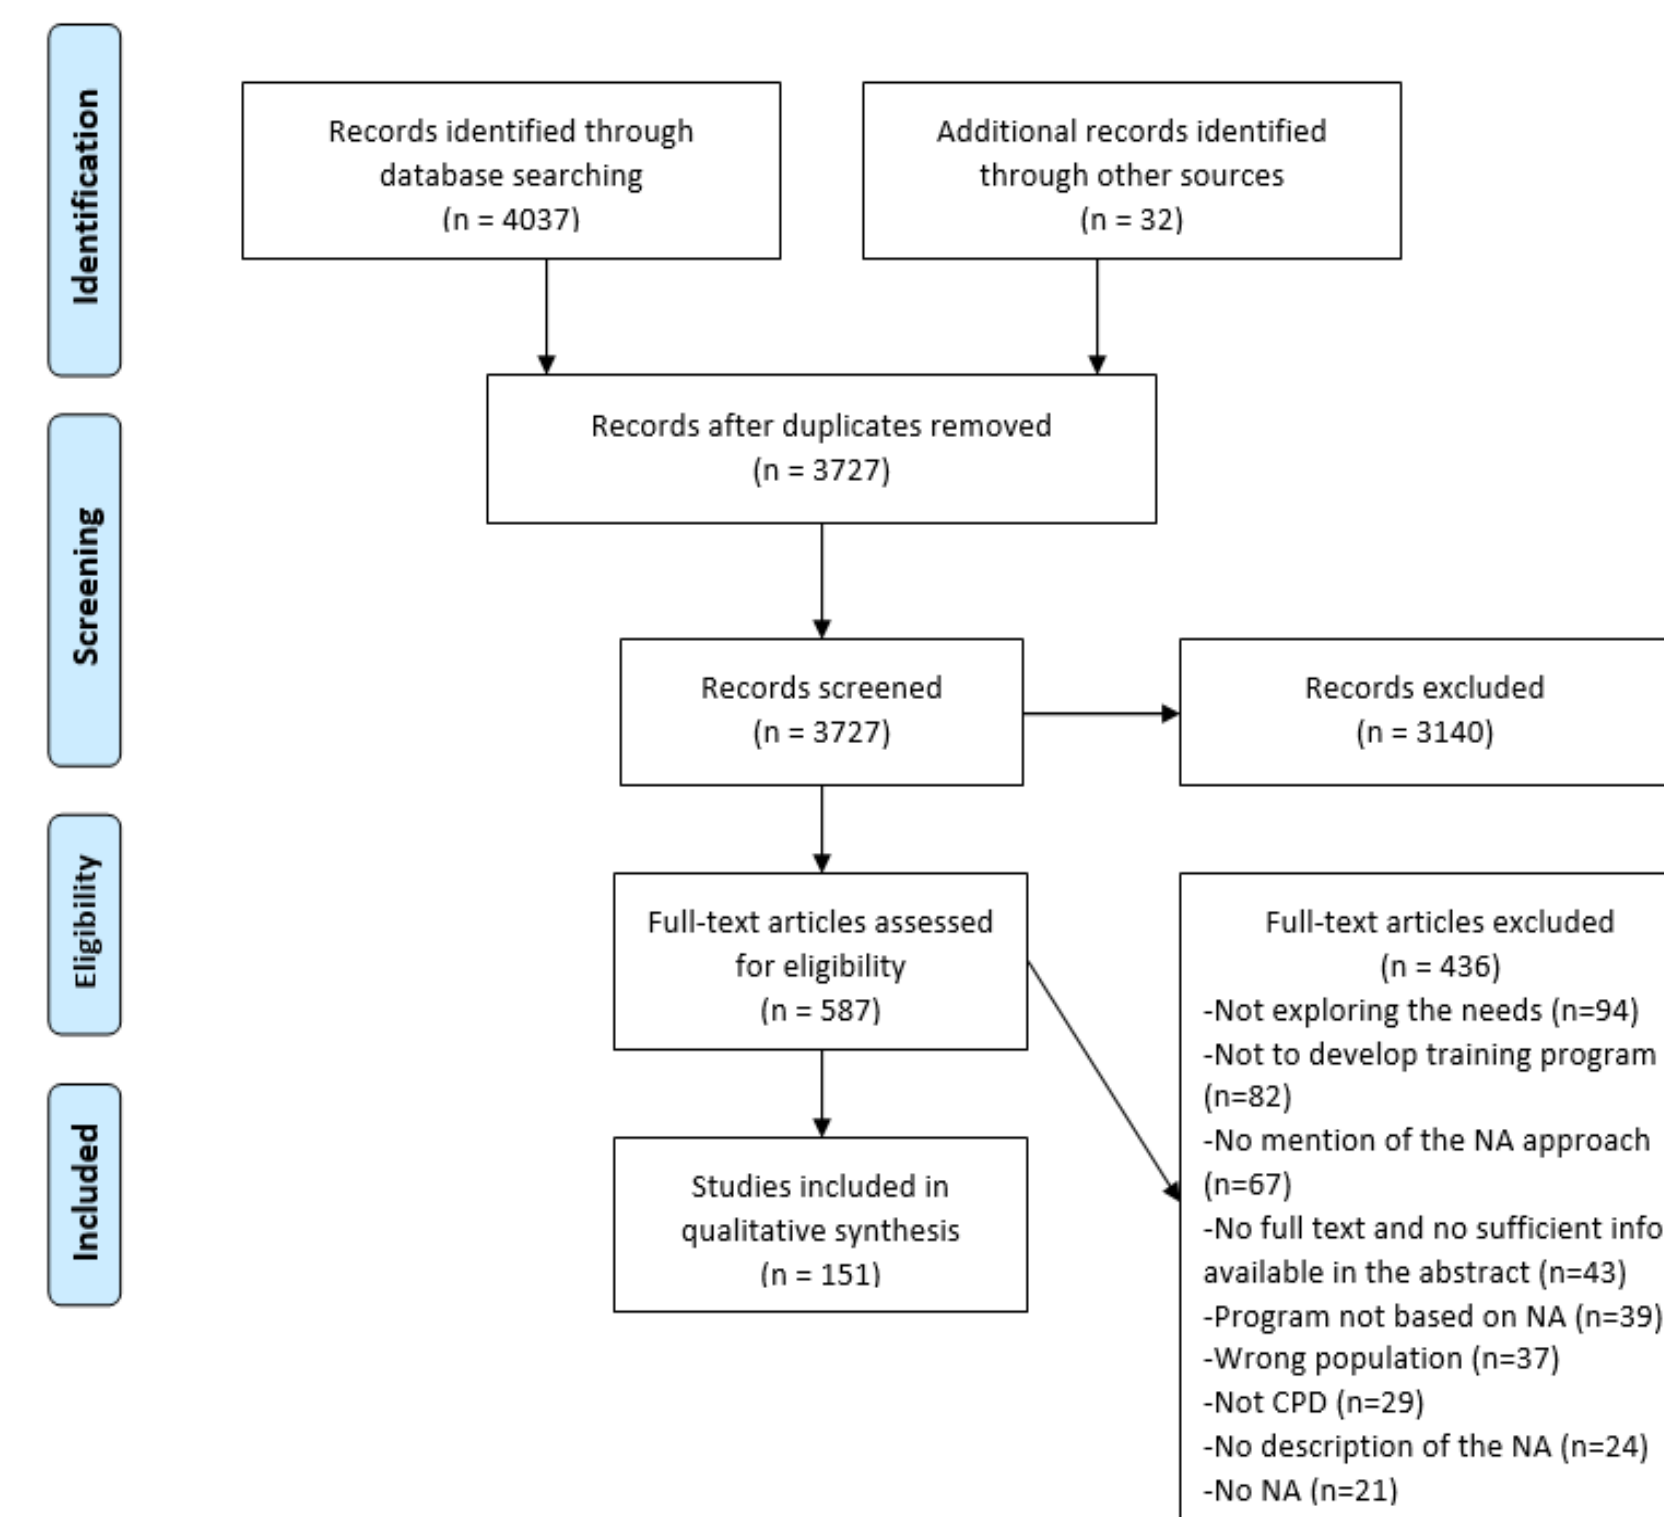 Identification
Records identified through
database searching
(n = 4037)
Additional records identified
through other sources
(n = 32)
Screening
Records after duplicates removed
(n = 3727)
Records screened
(n = 3727)
Records excluded
(n = 3140)
Eligibility
Full-text articles assessed
for eligibility
(n = 587)
Full-text articles excluded
(n = 436)
-Not exploring the needs (n=94)
-Not to develop training program
(n=82)
-No mention of the NA approach
(n=67)
-No full text and no sufficient info
available in the abstract (n=43)
-Program not based on NA (n=39)
-Wrong population (n=37)
-Not CPD (n=29)
-No description of the NA (n=24)
-No NA (n=21)
Included
Studies included in
qualitative synthesis
(n = 151)